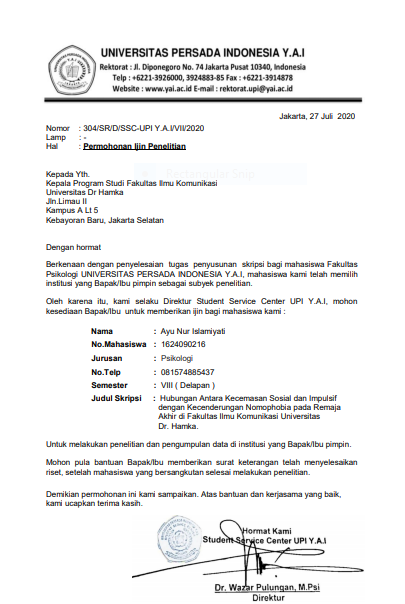 UNIVERSITAS PERSADA INDONESIA Y.A.I
Rektorat : Jl. Diponegoro No. 74 Jakarta Pusat 10340, Indonesia
Telp : +6221-3926000, 3924883-85 Fax : +6221-3914878
Website : www.yai.ac.id E-mail : rektorat.upi@yai.ac.id
Jakarta, 27 Juli 2020
Nomor : 304/SR/D/SSC-UPI Y.A.I/VII/2020
Lamp : -
Hal : Permohonan Ijin Penelitian
Kepada Yth.
Kepala Program Studi Fakultas Ilmu Komunikasi
Universitas Dr Hamka
Jln.Limau II
Kampus A Lt 5
Kebayoran Baru, Jakarta Selatan
Dengan hormat
Berkenaan dengan penyelesaian tugas penyusunan skripsi bagi mahasiswa Fakultas
Psikologi UNIVERSITAS PERSADA INDONESIA Y.A.I, mahasiswa kami telah memilih
institusi yang Bapak/Ibu pimpin sebagai subyek penelitian.
Oleh karena itu, kami selaku Direktur Student Service Center UPI Y.A.I, mohon
kesediaan Bapak/Ibu untuk memberikan ijin bagi mahasiswa kami :
Nama : Ayu Nur Islamiyati
No.Mahasiswa : 1624090216
Jurusan : Psikologi
No.Telp : 081574885437
Semester : VIII ( Delapan )
Judul Skripsi : Hubungan Antara Kecemasan Sosial dan Impulsif
dengan Kecenderungan Nomophobia pada Remaja
Akhir di Fakultas Ilmu Komunikasi Universitas
Dr. Hamka.
Untuk melakukan penelitian dan pengumpulan data di institusi yang Bapak/Ibu pimpin.
Mohon pula bantuan Bapak/Ibu memberikan surat keterangan telah menyelesaikan
riset, setelah mahasiswa yang bersangkutan selesai melakukan penelitian.
Demikian permohonan ini kami sampaikan. Atas bantuan dan kerjasama yang baik,
kami ucapkan terima kasih.
Hormat Kami
Student Service Center UPI Y.A.I
Dr. Wazar Pulungan, M.Psi
Direktur